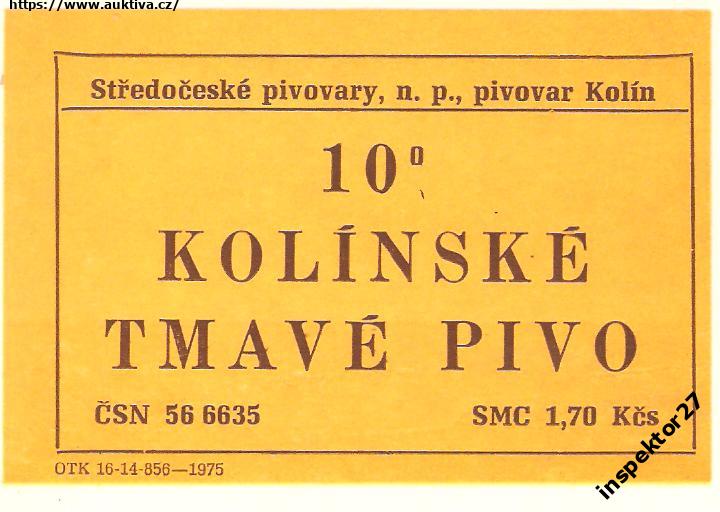 https://www.auktiva.cz/
Středočeské pivovary, n. p., pivovar Kolín
10°
KOLÍNSKÉ
TMAVÉ PIVO
ČSN 56 6635 SMC 1,70 Kčs
OTK 16-14-856—1975
inspektor27